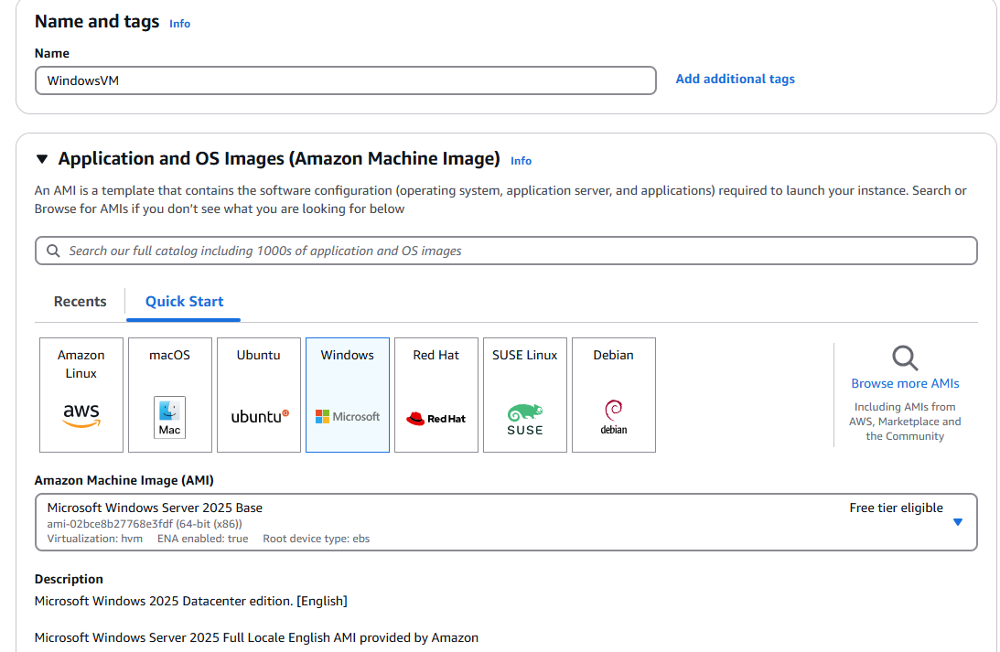 Name and tags Info
Name
WindowsVM
Add additional tags
Application and OS Images (Amazon Machine Image) Info
An AMI is a template that contains the software configuration (operating system, application server, and applications) required to launch your instance. Search or
Browse for AMIs if you don’t see what you are looking for below
Search our full catalog including 1000s of application and OS images
Recents
Quick Start
Amazon
Linux
aws
macOS
Mac
Ubuntu
ubuntu
Windows
Microsoft
Red Hat
Red Hat
SUSE Linux
SUSE
Debian
debian
Browse more AMIs
Including AMIs from
AWS, Marketplace and
the Community
Amazon Machine Image (AMI)
Microsoft Windows Server 2025 Base
Free tier eligible
ami-02bce8b27768e3fdf (64-bit (x86))
Virtualization: hvm ENA enabled: true Root device type: ebs
Description
Microsoft Windows 2025 Datacenter edition. [English]
Microsoft Windows Server 2025 Full Locale English AMI provided by Amazon